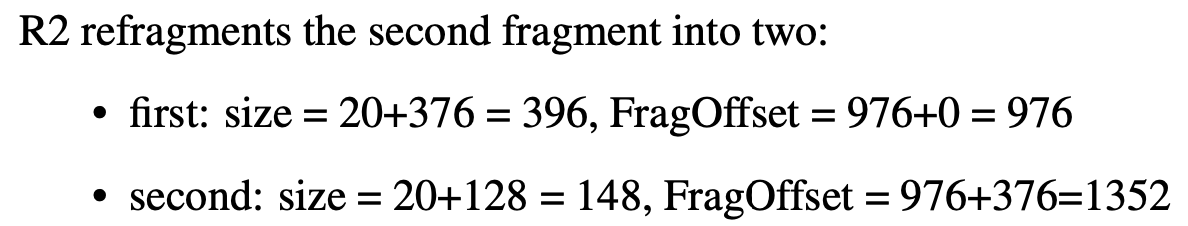 R2 refragments the second fragment into two:
• first: size = 20+376 = 396, FragOffset = 976+0 = 976
• second: size = 20+128 = 148, FragOffset = 976+376=1352